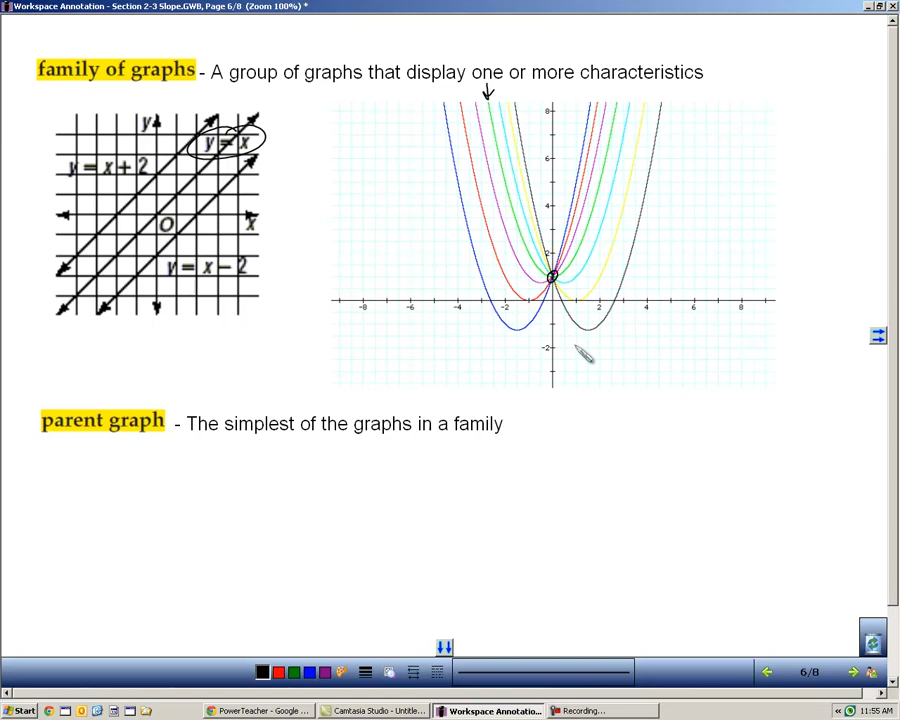 Workspace Annotation - Section 2-3 Slope.GWB, Page 6/8 (Zoom 100%) *
family of graphs - A group of graphs that display one or more characteristics
y
y = x
y = x + 2
O
x
y = x − 2
8
6
4
2
-8 -6 -4 -2 0 2 4 6 8
-2
parent graph - The simplest of the graphs in a family
6/8
Start
PowerTeacher - Google ...
Camtasia Studio - Untitle...
Workspace Annotatio...
Recording...
11:55 AM